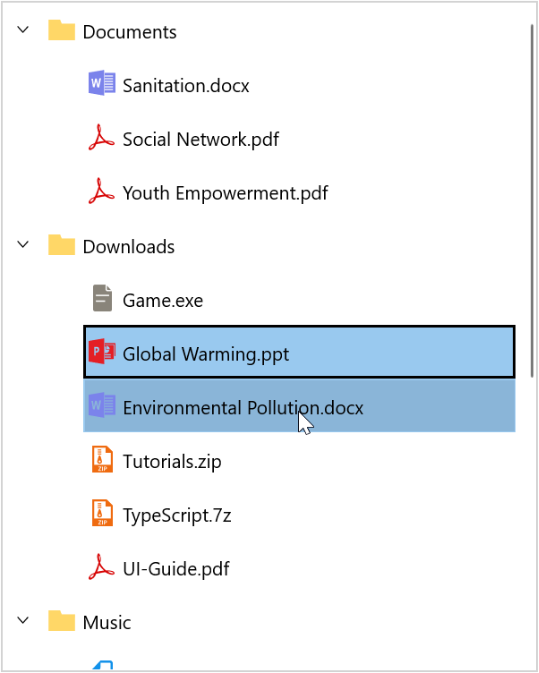 Documents
Sanitation.docx
Social Network.pdf
Youth Empowerment.pdf
Downloads
Game.exe
Global Warming.ppt
Environmental Pollution.docx
Tutorials.zip
TypeScript.7z
UI-Guide.pdf
Music